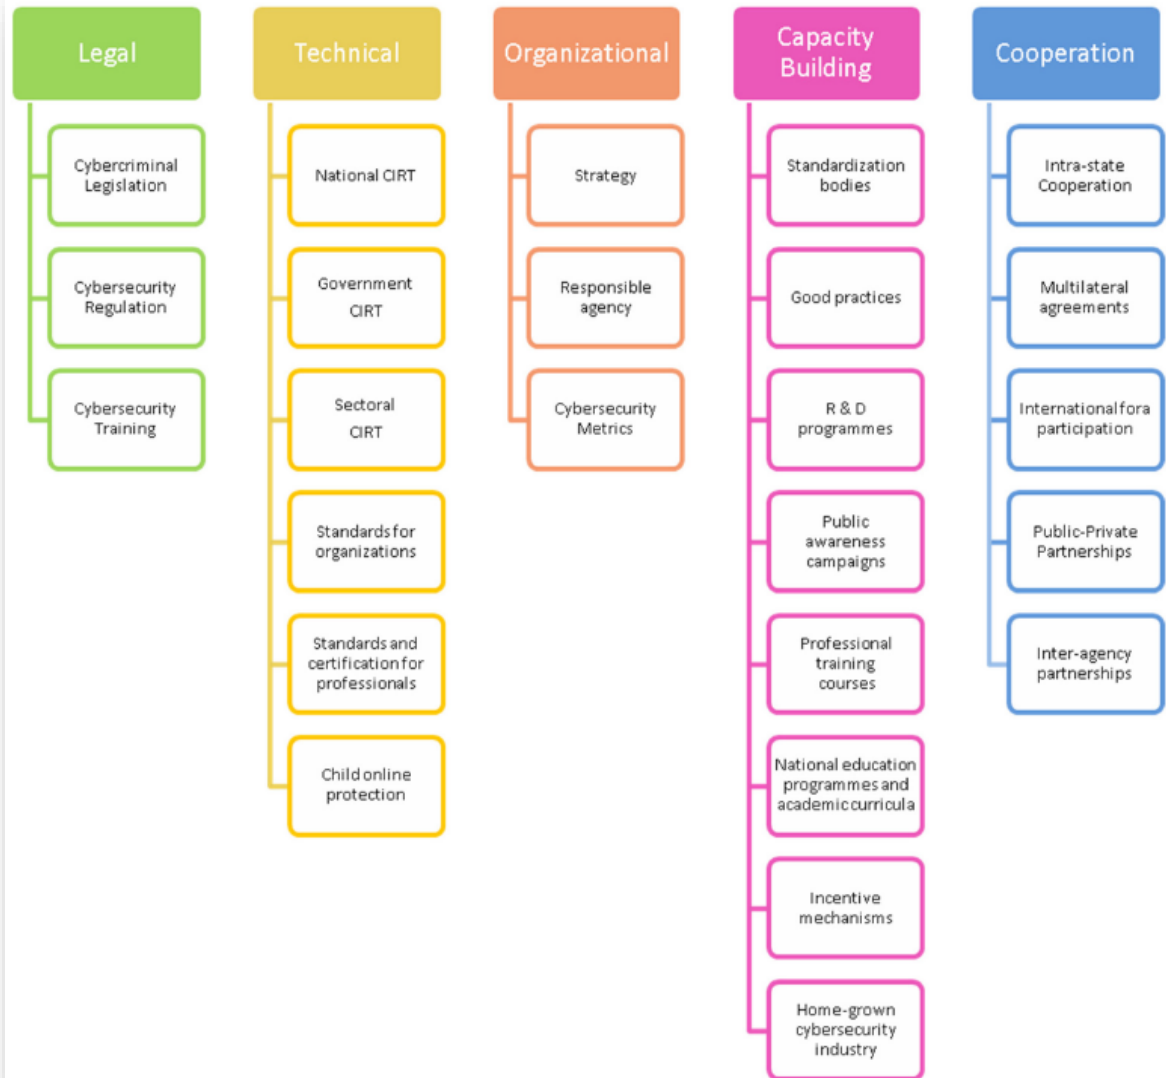 Legal
Cybercriminal
Legislation
Cybersecurity
Regulation
Cybersecurity
Training
Technical
National CIRT
Government
CIRT
Sectoral
CIRT
Standards for
organizations
Standards and
certification for
professionals
Child online
protection
Organizational
Strategy
Responsible
agency
Cybersecurity
Metrics
Capacity
Building
Standardization
bodies
Good practices
R & D
programmes
Public
awareness
campaigns
Professional
training
courses
National education
programmes and
academic curricula
Incentive
mechanisms
Home-grown
cybersecurity
industry
Cooperation
Intra-state
Cooperation
Multilateral
agreements
International fora
participation
Public-Private
Partnerships
Inter-agency
partnerships